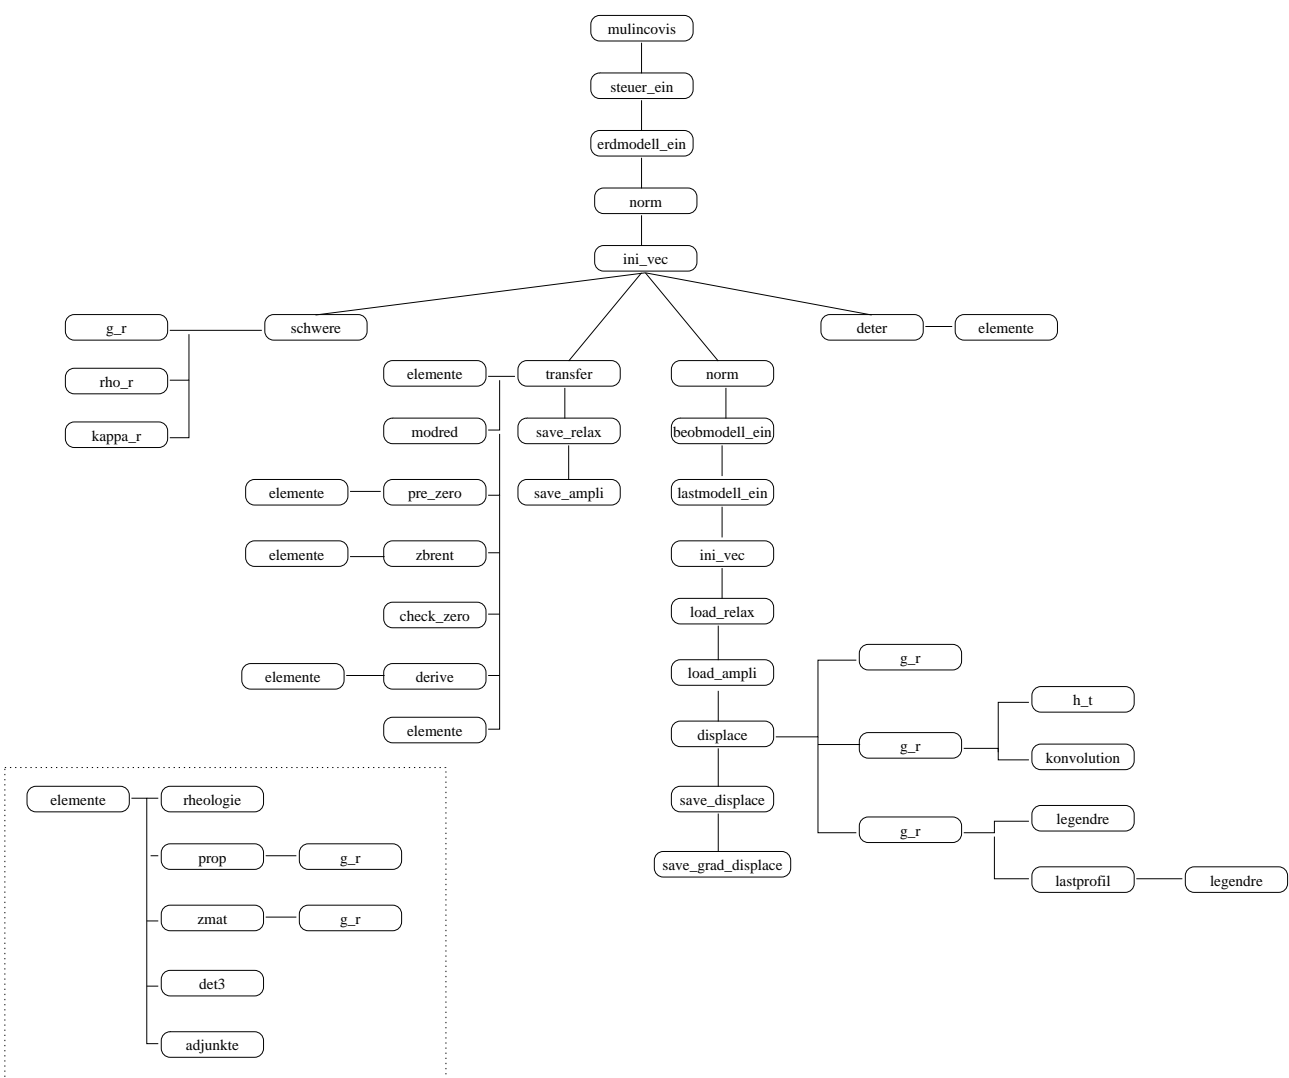 mulincovis
steuer_ein
erdmodell_ein
norm
ini_vec
g_r
schwere
deter
elemente
rho_r
kappa_r
elemente
transfer
norm
modred
save_relax
beobmodell_ein
elemente
pre_zero
save_ampli
lastmodell_ein
elemente
zbrent
ini_vec
check_zero
load_relax
elemente
derive
load_ampli
g_r
h_t
elemente
displace
g_r
konvolution
elemente
rheologie
save_displace
g_r
legendre
prop
g_r
save_grad_displace
lastprofil
legendre
zmat
g_r
det3
adjunkte